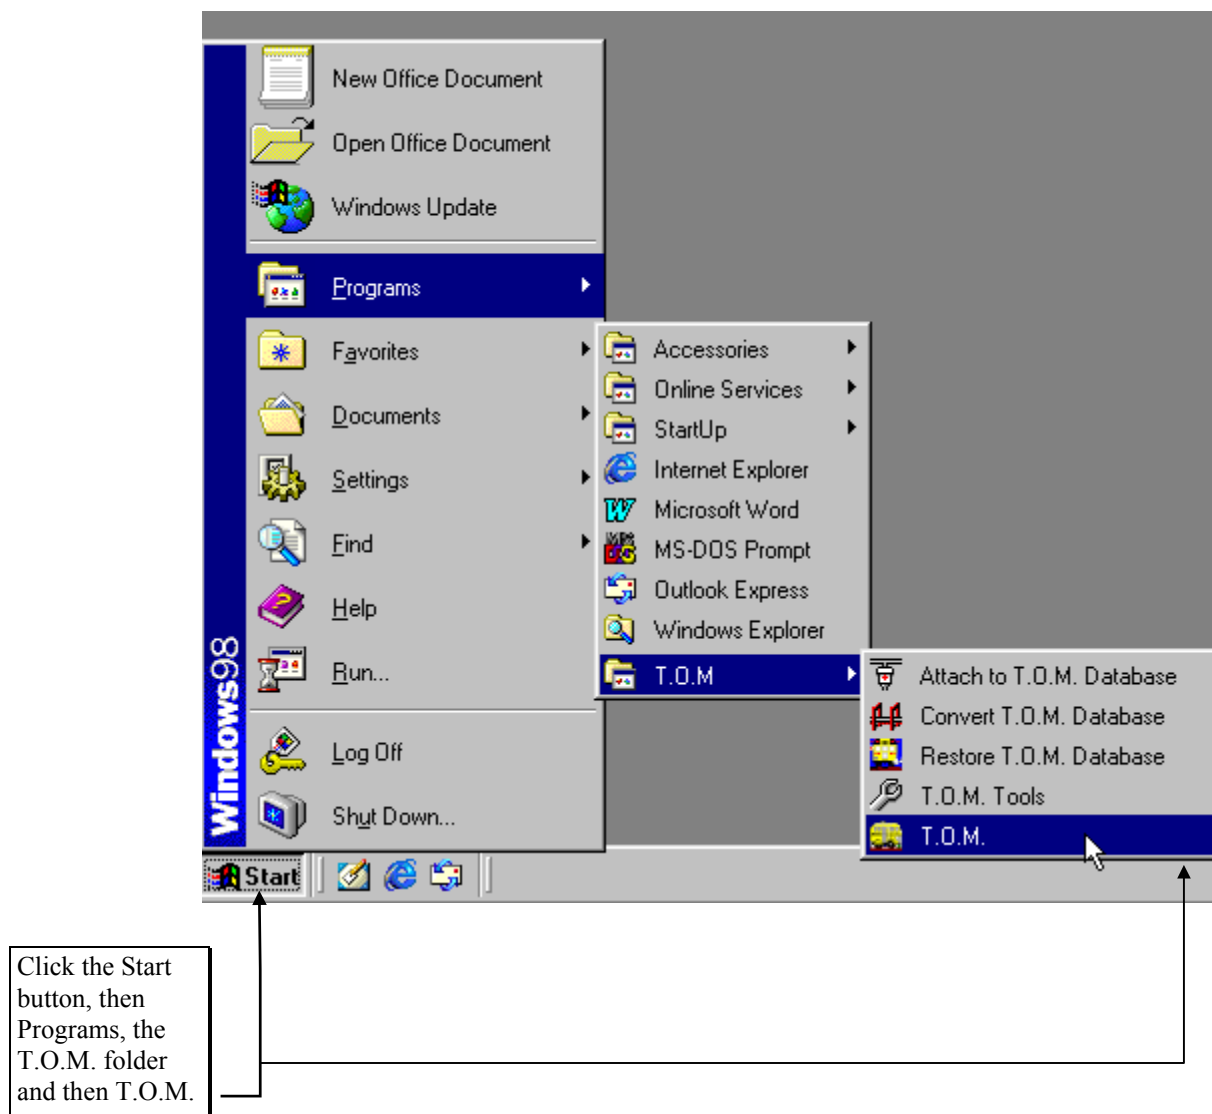 New Office Document
Open Office Document
Windows Update
Programs
Favorites
Documents
Settings
Find
Help
Run...
Log Off
Shut Down...
Windows98
Accessories
Online Services
StartUp
Internet Explorer
Microsoft Word
MS-DOS Prompt
Outlook Express
Windows Explorer
T.O.M
Attach to T.O.M. Database
Convert T.O.M. Database
Restore T.O.M. Database
T.O.M. Tools
T.O.M.
Start
Click the Start
button, then
Programs, the
T.O.M. folder
and then T.O.M.